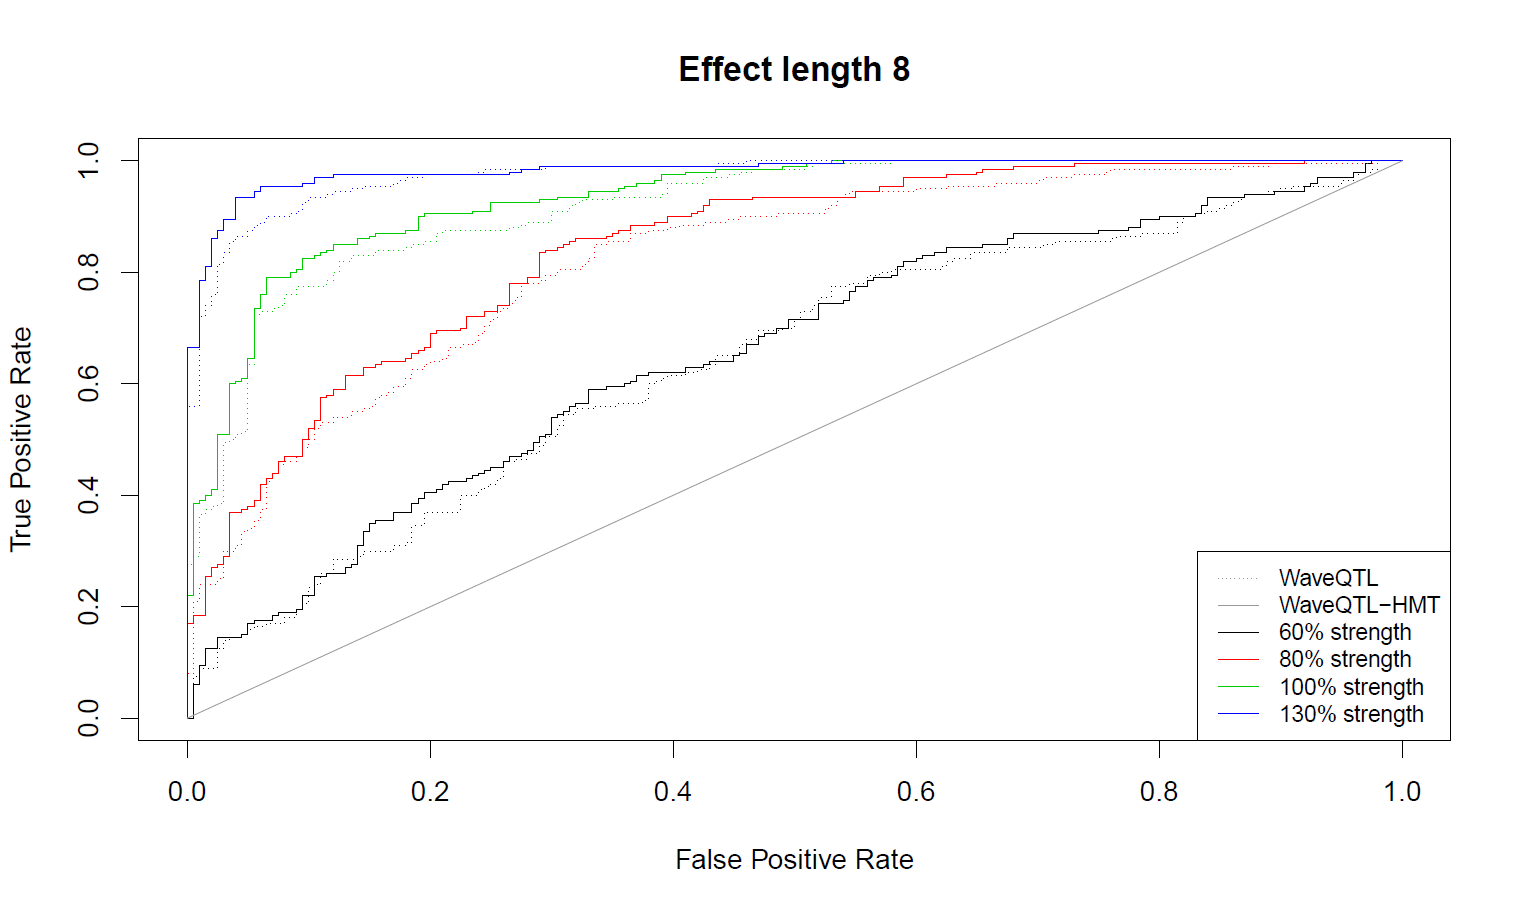 Effect length 8
True Positive Rate
1.0
0.8
0.6
0.4
0.2
0.0
WaveQTL
WaveQTL−HMT
60% strength
80% strength
100% strength
130% strength
0.0 0.2 0.4 0.6 0.8 1.0
False Positive Rate